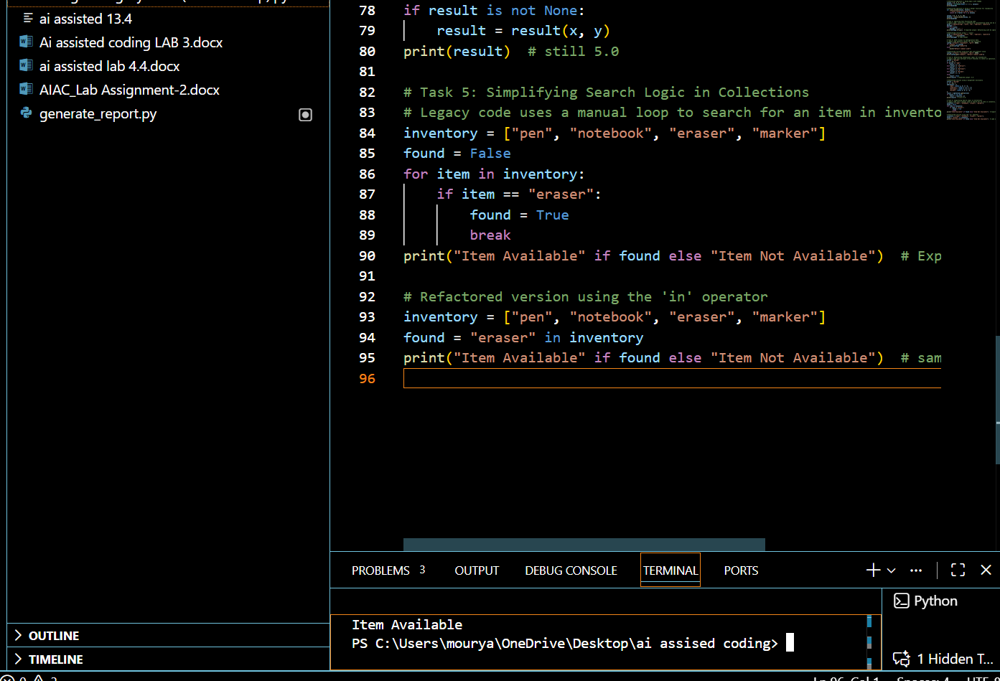 ai assisted 13.4
Ai assisted coding LAB 3.docx
ai assisted lab 4.4.docx
AIAC_Lab Assignment-2.docx
generate_report.py
OUTLINE
TIMELINE
78 if result is not None:
79     result = result(x, y)
80 print(result)  # still 5.0
81
82 # Task 5: Simplifying Search Logic in Collections
83 # Legacy code uses a manual loop to search for an item in invento
84 inventory = ["pen", "notebook", "eraser", "marker"]
85 found = False
86 for item in inventory:
87     if item == "eraser":
88         found = True
89         break
90 print("Item Available" if found else "Item Not Available")  # Exp
91
92 # Refactored version using the 'in' operator
93 inventory = ["pen", "notebook", "eraser", "marker"]
94 found = "eraser" in inventory
95 print("Item Available" if found else "Item Not Available")  # sam
96
PROBLEMS 3 OUTPUT DEBUG CONSOLE TERMINAL PORTS
Item Available
PS C:\Users\mourya\OneDrive\Desktop\ai assised coding>
Python
1 Hidden T...
Ln 96, Col 1 Spaces: 4